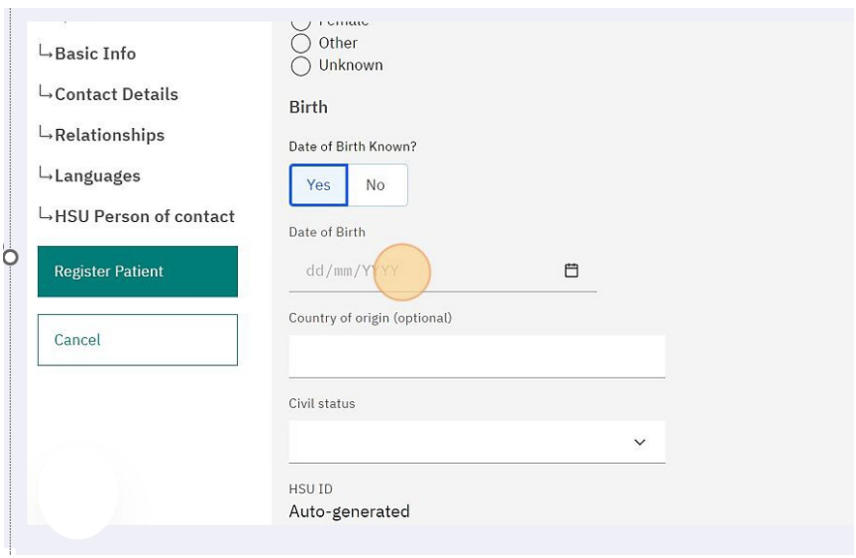 ↳Basic Info
↳Contact Details
↳Relationships
↳Languages
↳HSU Person of contact
Register Patient
Cancel
Female
Other
Unknown
Birth
Date of Birth Known?
Yes No
Date of Birth
dd/mm/YYYY
Country of origin (optional)
Civil status
HSU ID
Auto-generated